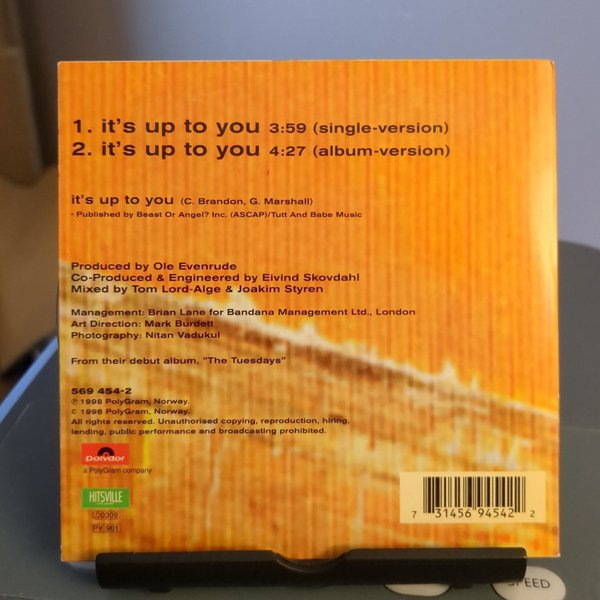 1. it's up to you 3:59 (single-version)
2. it's up to you 4:27 (album-version)
it's up to you (C. Brandon, G. Marshall)
• Published by Beast Or Angel? Inc. (ASCAP)/Tutt And Babe Music
Produced by Ole Evenrude
Co-Produced & Engineered by Eivind Skovdahl
Mixed by Tom Lord-Alge & Joakim Styren
Management: Brian Lane for Bandana Management Ltd., London
Art Direction: Mark Burdett
Photography: Nitan Vadukul
From their debut album, "The Tuesdays"
569 454-2
℗ 1998 PolyGram, Norway.
© 1998 PolyGram, Norway.
All rights reserved. Unauthorised copying, reproduction, hiring,
lending, public performance and broadcasting prohibited.
polydor
a PolyGram company
HITSVILLE
0309
PY 901
7 31456 94542 2
SPEED